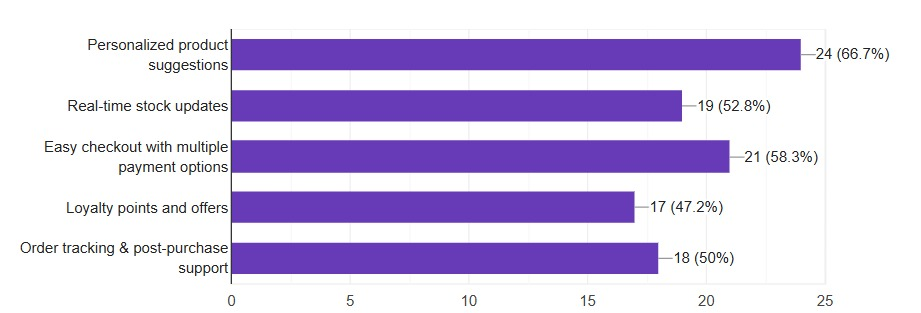 Personalized product
suggestions
24 (66.7%)
Real-time stock updates
19 (52.8%)
Easy checkout with multiple
payment options
21 (58.3%)
Loyalty points and offers
17 (47.2%)
Order tracking & post-purchase
support
18 (50%)
0 5 10 15 20 25